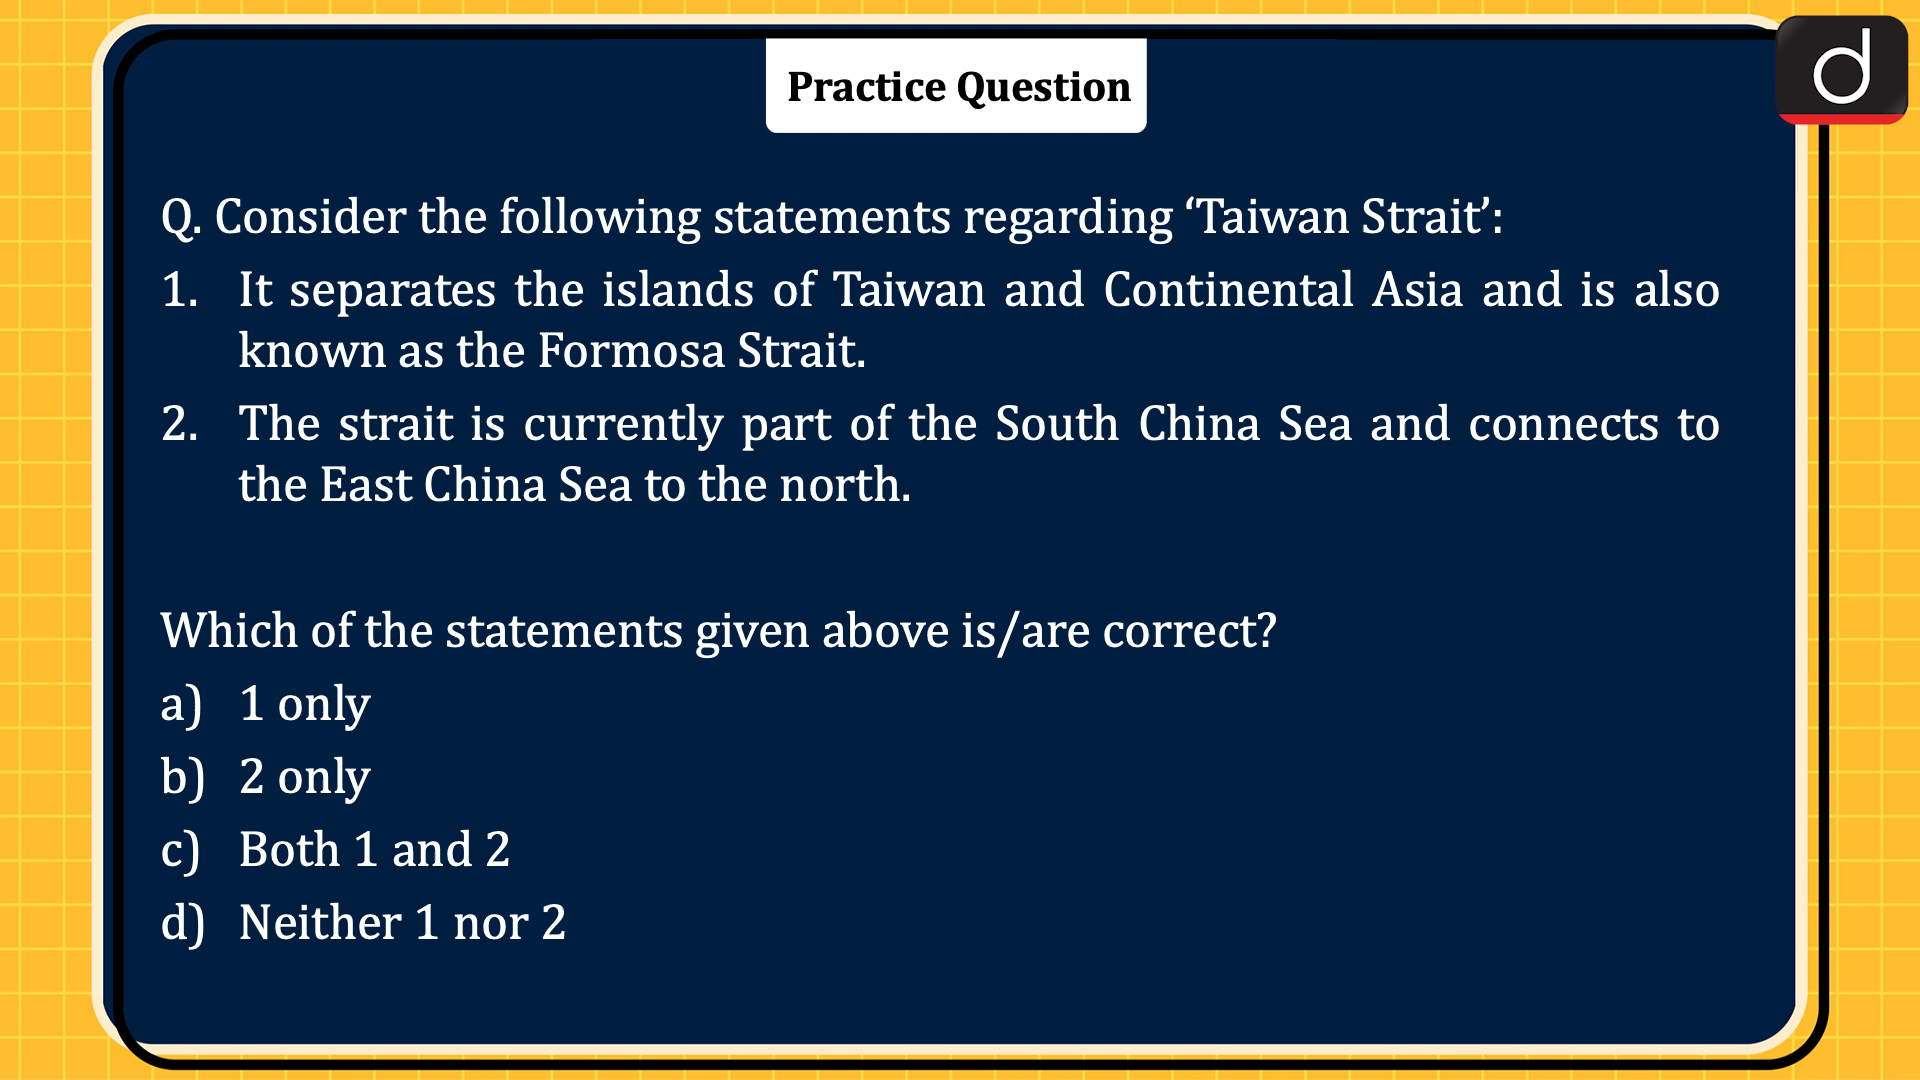 Practice Question
Q. Consider the following statements regarding ‘Taiwan Strait’:
1. It separates the islands of Taiwan and Continental Asia and is also
known as the Formosa Strait.
2. The strait is currently part of the South China Sea and connects to
the East China Sea to the north.
Which of the statements given above is/are correct?
a) 1 only
b) 2 only
c) Both 1 and 2
d) Neither 1 nor 2